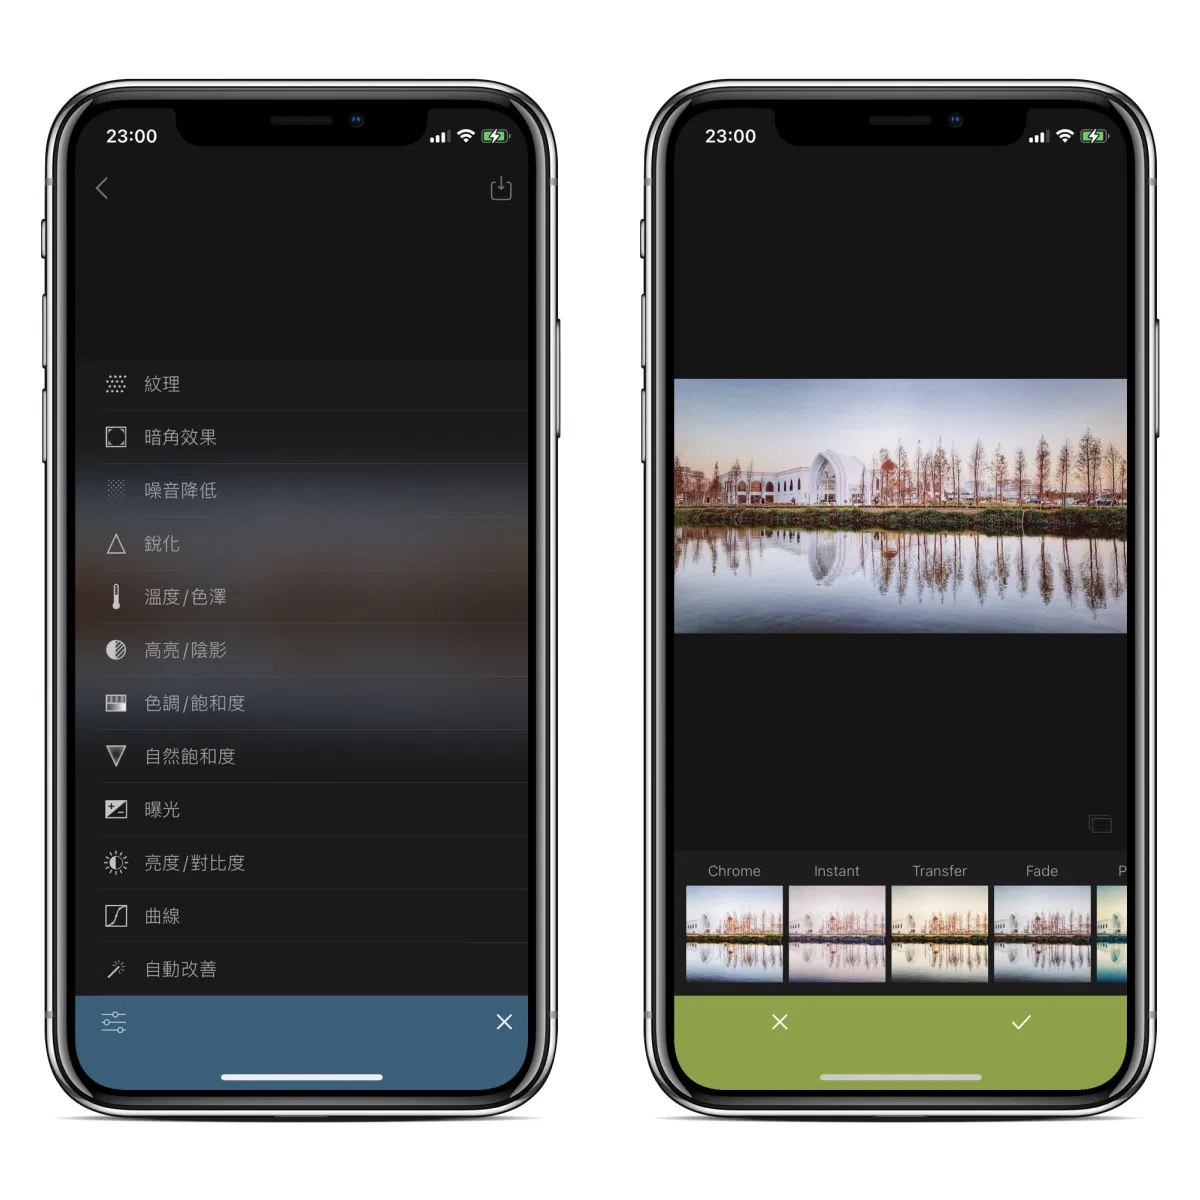 23:00
紋理
暗角效果
噪音降低
銳化
溫度/色澤
高亮/陰影
色調/飽和度
自然飽和度
曝光
亮度/對比度
曲線
自動改善
23:00
Chrome
Instant
Transfer
Fade
P